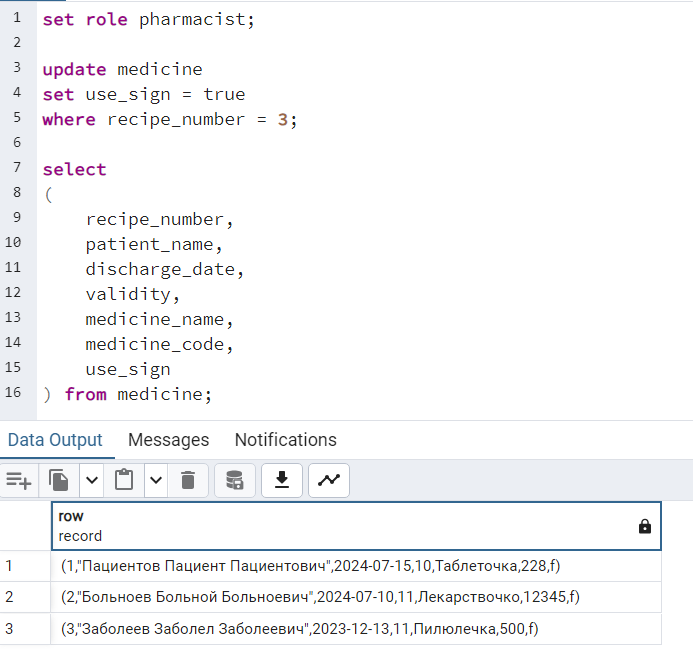 1 set role pharmacist;
2
3 update medicine
4 set use_sign = true
5 where recipe_number = 3;
6
7 select
8 (
9 recipe_number,
10 patient_name,
11 discharge_date,
12 validity,
13 medicine_name,
14 medicine_code,
15 use_sign
16 ) from medicine;
Data Output Messages Notifications
row
record
1 (1,"Пациентов Пациент Пациентович",2024-07-15,10,Таблеточка,228,f)
2 (2,"Больноев Больной Больноевич",2024-07-10,11,Лекарствочко,12345,f)
3 (3,"Заболеев Заболел Заболеевич",2023-12-13,11,Пилюлечка,500,f)